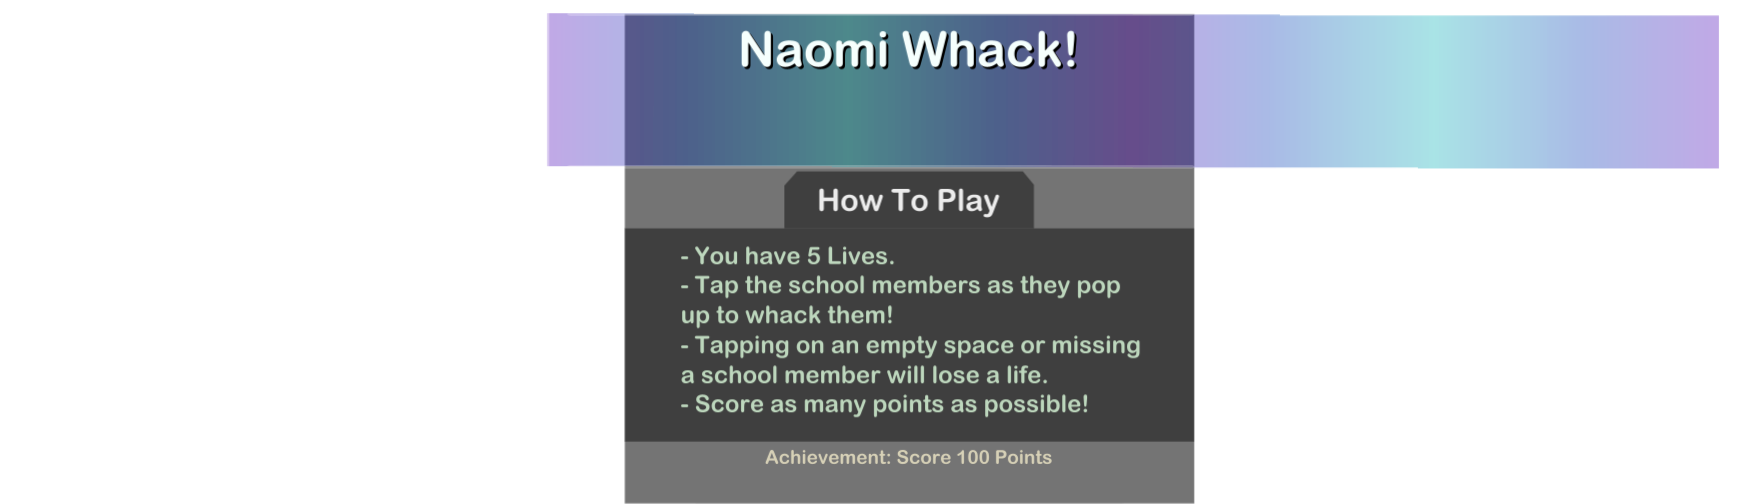 Naomi Whack!
How To Play
- You have 5 Lives.
- Tap the school members as they pop
up to whack them!
- Tapping on an empty space or missing
a school member will lose a life.
- Score as many points as possible!
Achievement: Score 100 Points